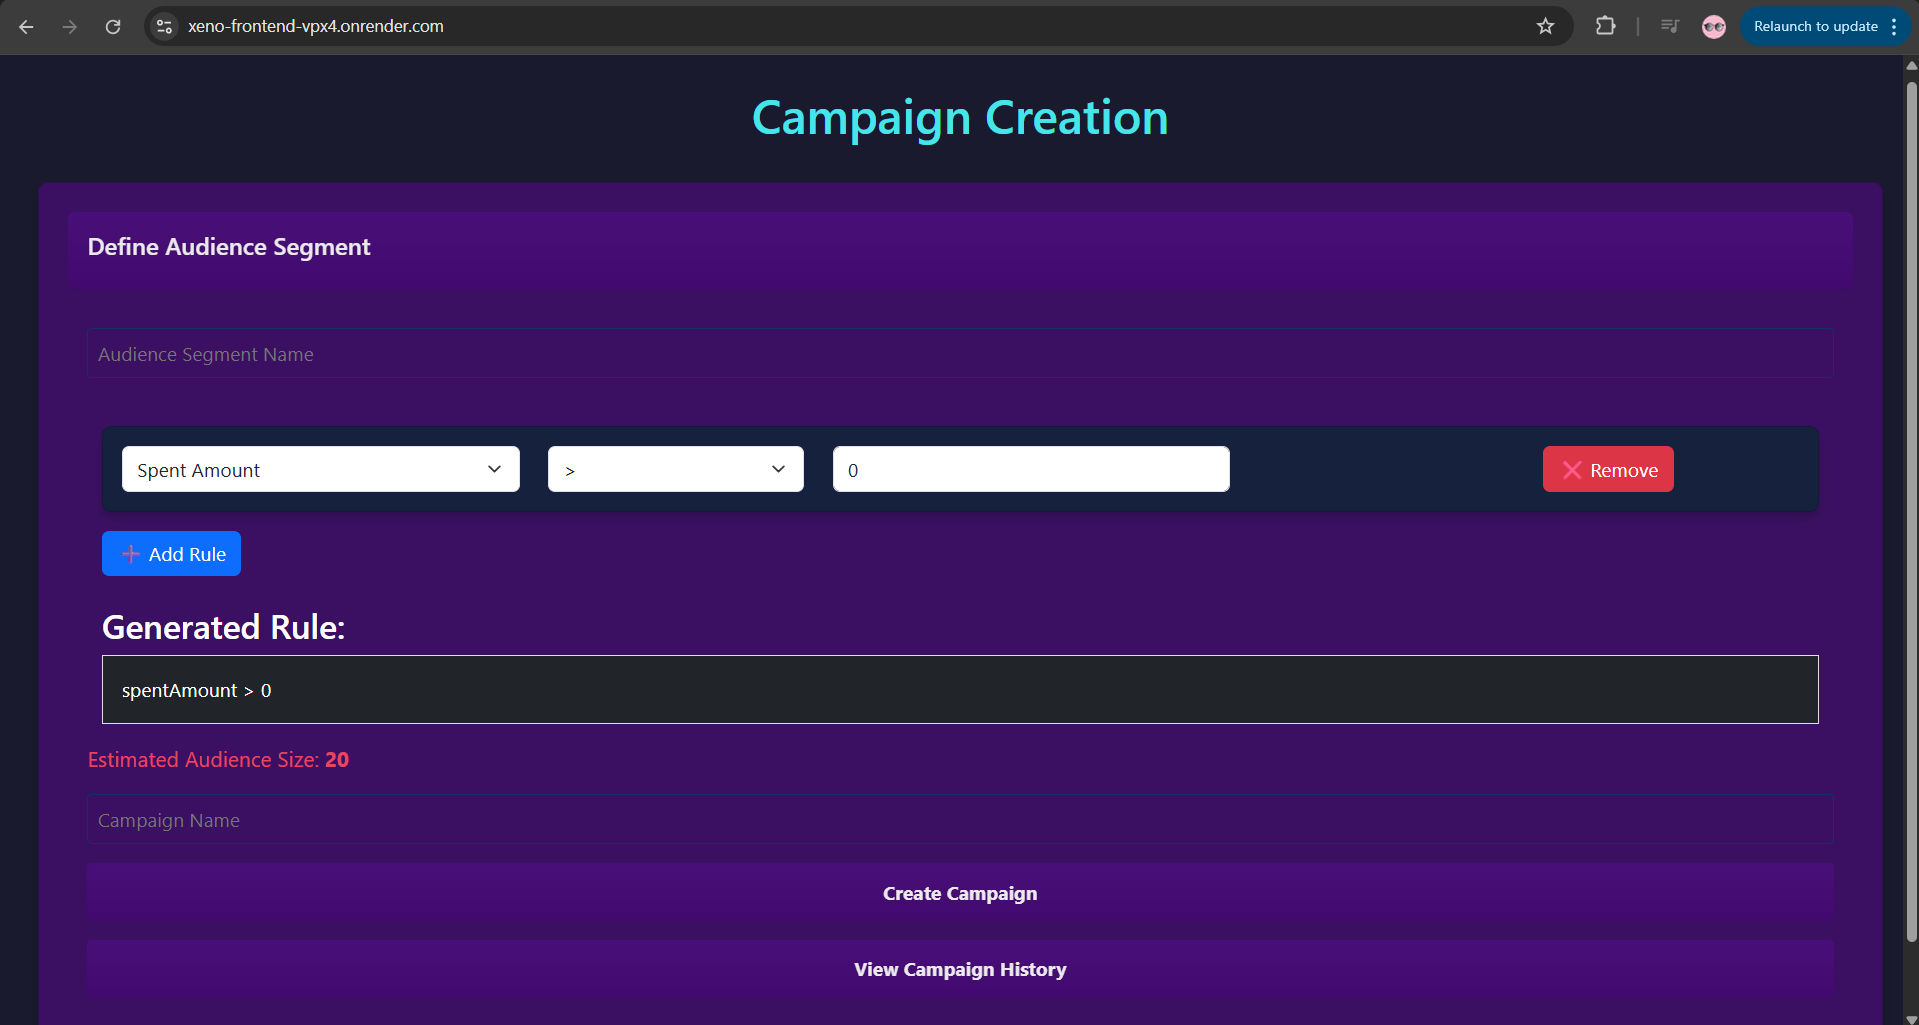 xeno-frontend-vpx4.onrender.com
Relaunch to update
Campaign Creation
Define Audience Segment
Audience Segment Name
Spent Amount
>
0
❌ Remove
➕ Add Rule
Generated Rule:
spentAmount > 0
Estimated Audience Size: 20
Campaign Name
Create Campaign
View Campaign History